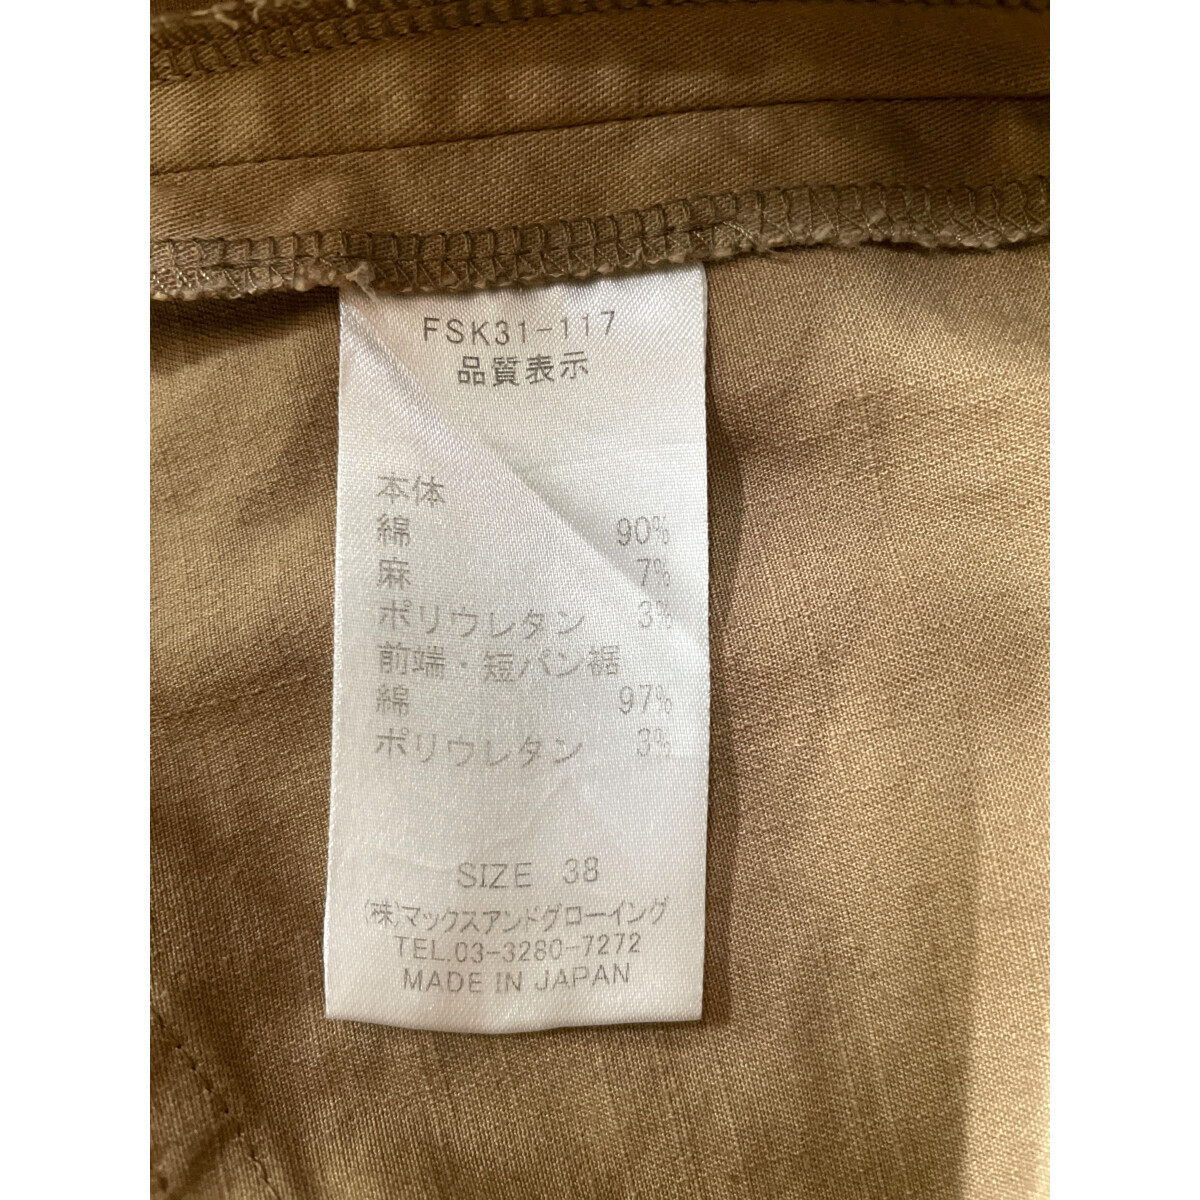 FSK31-117
品質表示
本体
綿 90%
麻 7%
ポリウレタン 3%
前端・短パン裾
綿 97%
ポリウレタン 3%
SIZE 38
(株)マックスアンドグローイング
TEL.03-3280-7272
MADE IN JAPAN